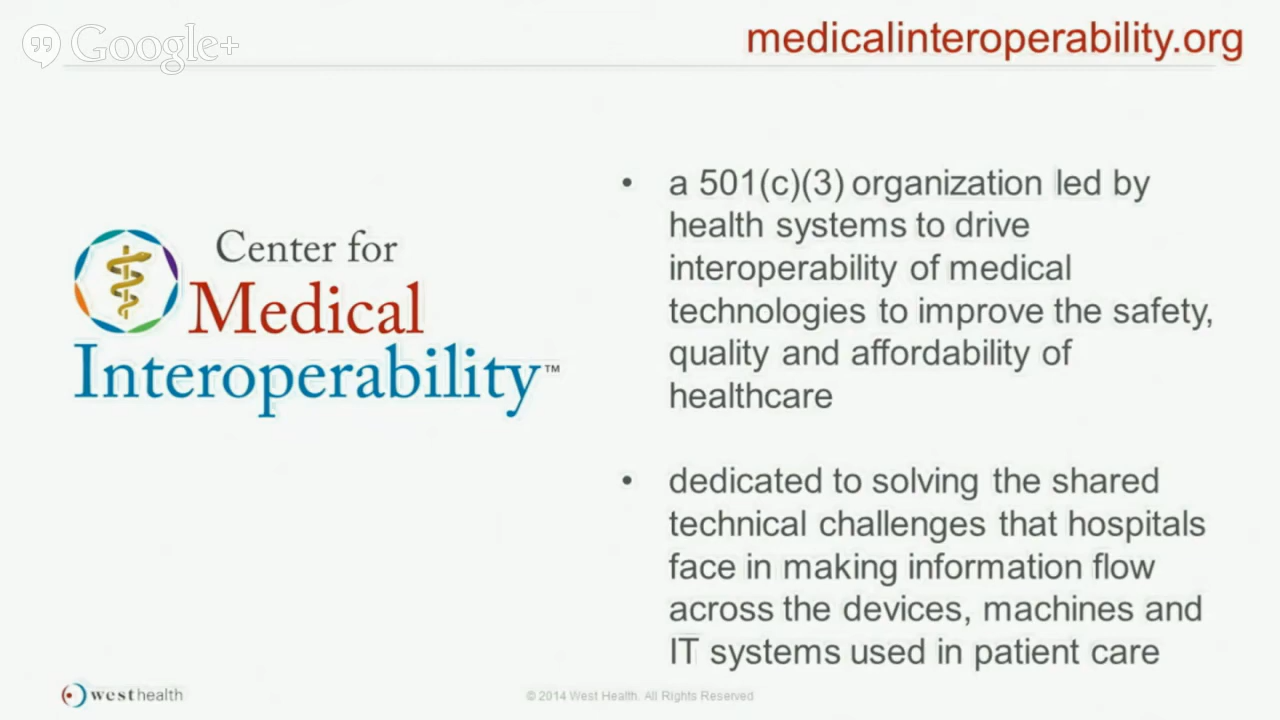 Google+
medicalinteroperability.org
Center for
Medical
Interoperability™
• a 501(c)(3) organization led by
health systems to drive
interoperability of medical
technologies to improve the safety,
quality and affordability of
healthcare
• dedicated to solving the shared
technical challenges that hospitals
face in making information flow
across the devices, machines and
IT systems used in patient care
westhealth
© 2014 West Health. All Rights Reserved